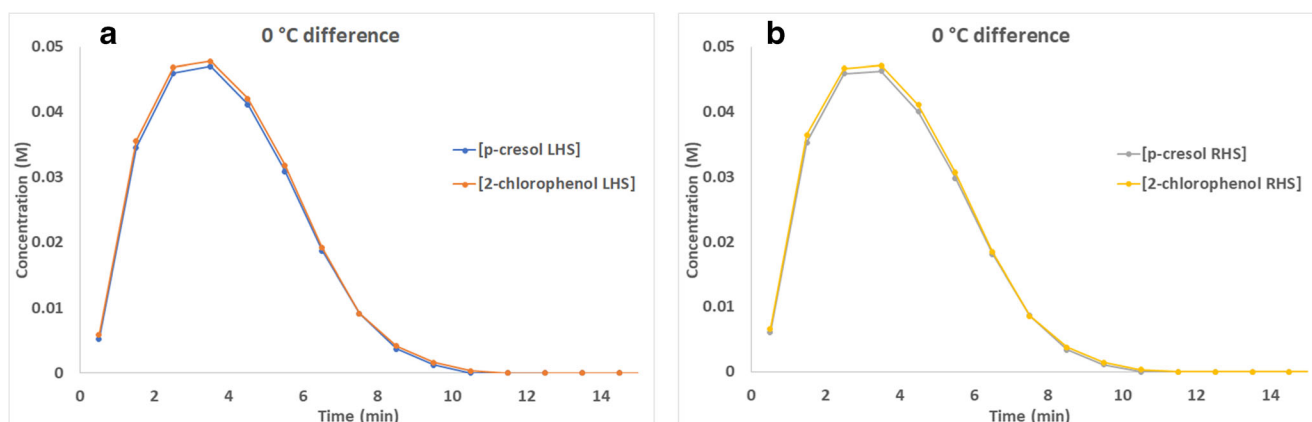 a
0 °C difference
0.05
0.04
0.03
0.02
0.01
0
Concentration (M)
[p-cresol LHS]
[2-chlorophenol LHS]
0 2 4 6 8 10 12 14
Time (min)
b
0 °C difference
0.05
0.04
0.03
0.02
0.01
0
Concentration (M)
[p-cresol RHS]
[2-chlorophenol RHS]
0 2 4 6 8 10 12 14
Time (min)